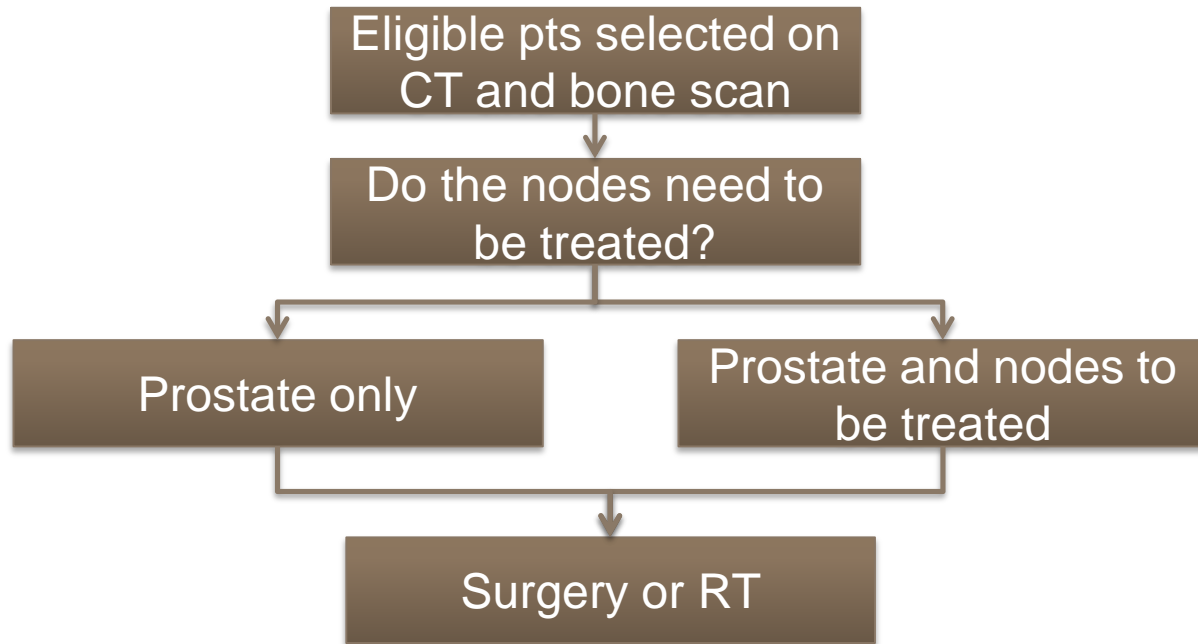 Eligible pts selected on
CT and bone scan
Do the nodes need to
be treated?
Prostate only
Prostate and nodes to
be treated
Surgery or RT